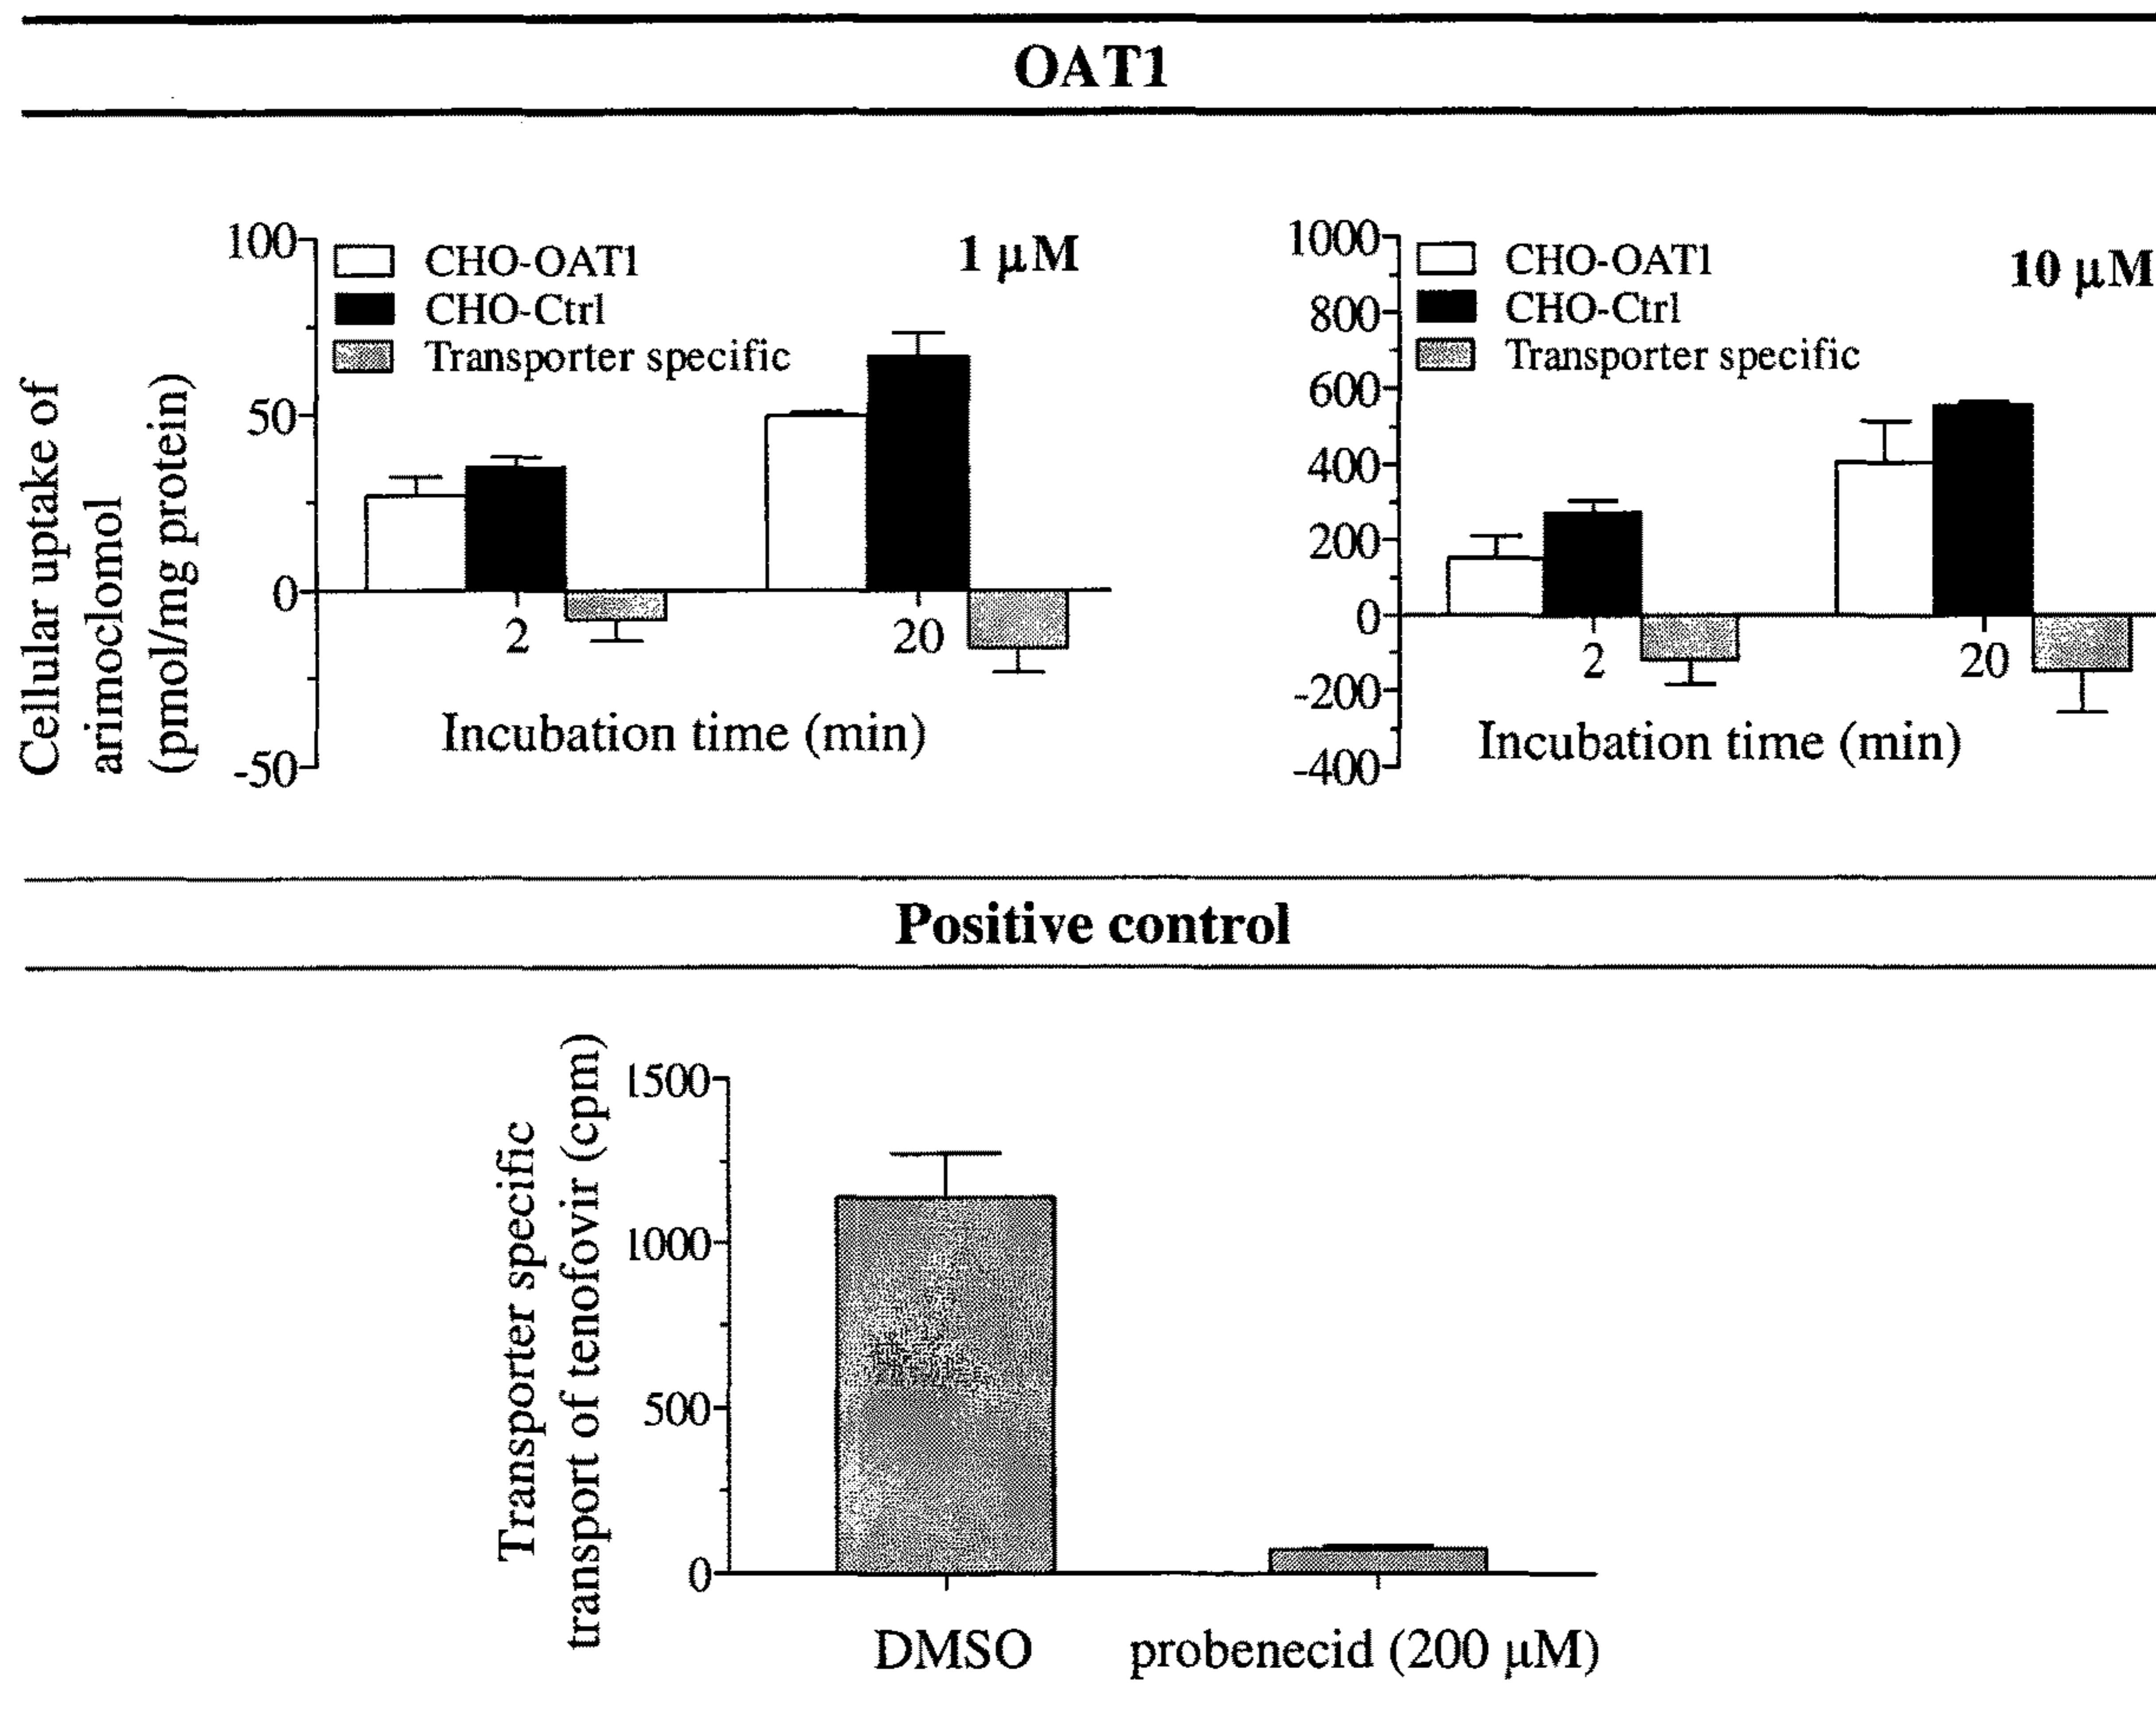 OAT1
Cellular uptake of
arimoclomol
(pmol/mg protein)
100
50
0
-50
CHO-OAT1
CHO-Ctrl
Transporter specific
1 µM
2
20
Incubation time (min)
1000
800
600
400
200
0
-200
-400
CHO-OAT1
CHO-Ctrl
Transporter specific
10 µM
2
20
Incubation time (min)
Positive control
Transporter specific
transport of tenofovir (cpm)
1500
1000
500
0
DMSO
probenecid (200 µM)